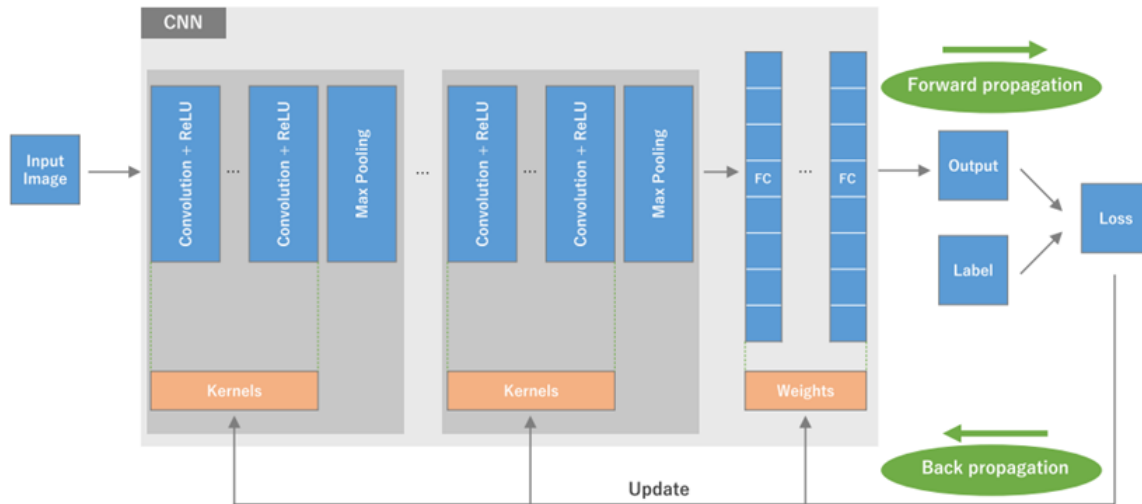 CNN
Forward propagation
Input
Image
Convolution + ReLU
...
Convolution + ReLU
Max Pooling
...
Convolution + ReLU
...
Convolution + ReLU
Max Pooling
FC
...
FC
Output
Label
Loss
Kernels
Kernels
Weights
Back propagation
Update